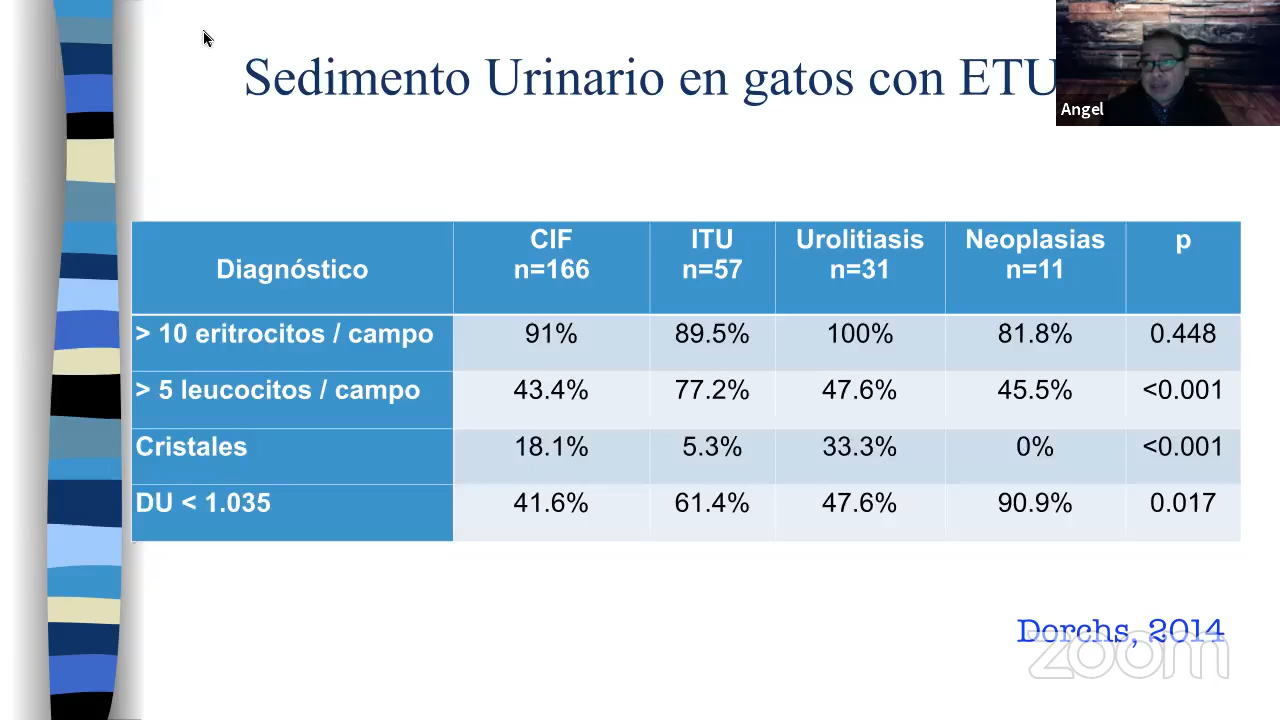 Sedimento Urinario en gatos con ETU
Angel
Diagnóstico CIF n=166 ITU n=57 Urolitiasis n=31 Neoplasias n=11 p
> 10 eritrocitos / campo 91% 89.5% 100% 81.8% 0.448
> 5 leucocitos / campo 43.4% 77.2% 47.6% 45.5% <0.001
Cristales 18.1% 5.3% 33.3% 0% <0.001
DU < 1.035 41.6% 61.4% 47.6% 90.9% 0.017
Dorchs, 2014
zoom